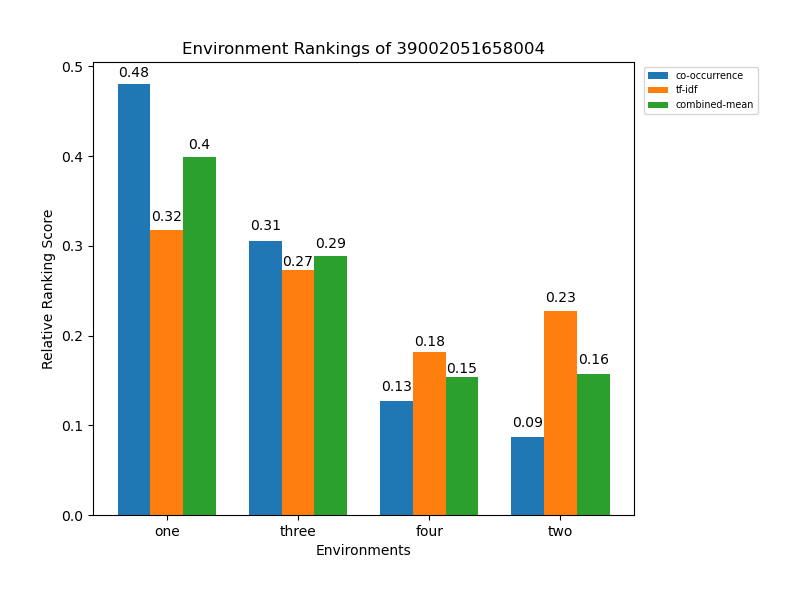 Environment Rankings of 39002051658004
co-occurrence
tf-idf
combined-mean
Relative Ranking Score
0.5
0.4
0.3
0.2
0.1
0.0
0.48
0.32
0.4
0.31
0.27
0.29
0.13
0.18
0.15
0.09
0.23
0.16
one three four two
Environments